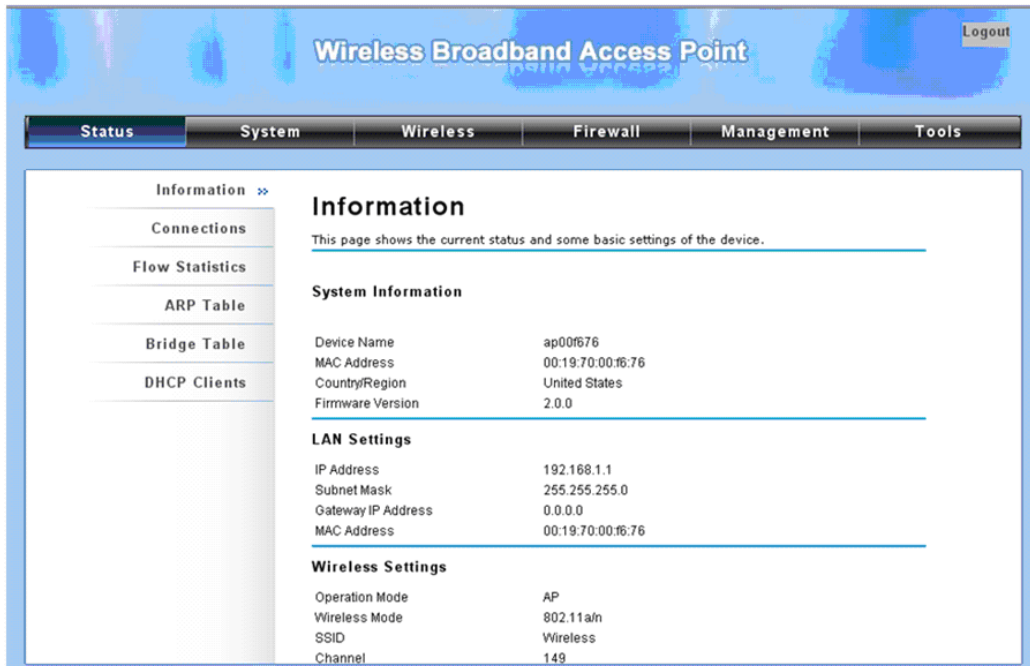 Wireless Broadband Access Point
Logout
Status System Wireless Firewall Management Tools
Information »
Connections
Flow Statistics
ARP Table
Bridge Table
DHCP Clients
Information
This page shows the current status and some basic settings of the device.
System Information
Device Name ap00f676
MAC Address 00:19:70:00:f6:76
Country/Region United States
Firmware Version 2.0.0
LAN Settings
IP Address 192.168.1.1
Subnet Mask 255.255.255.0
Gateway IP Address 0.0.0.0
MAC Address 00:19:70:00:f6:76
Wireless Settings
Operation Mode AP
Wireless Mode 802.11a/n
SSID Wireless
Channel 149